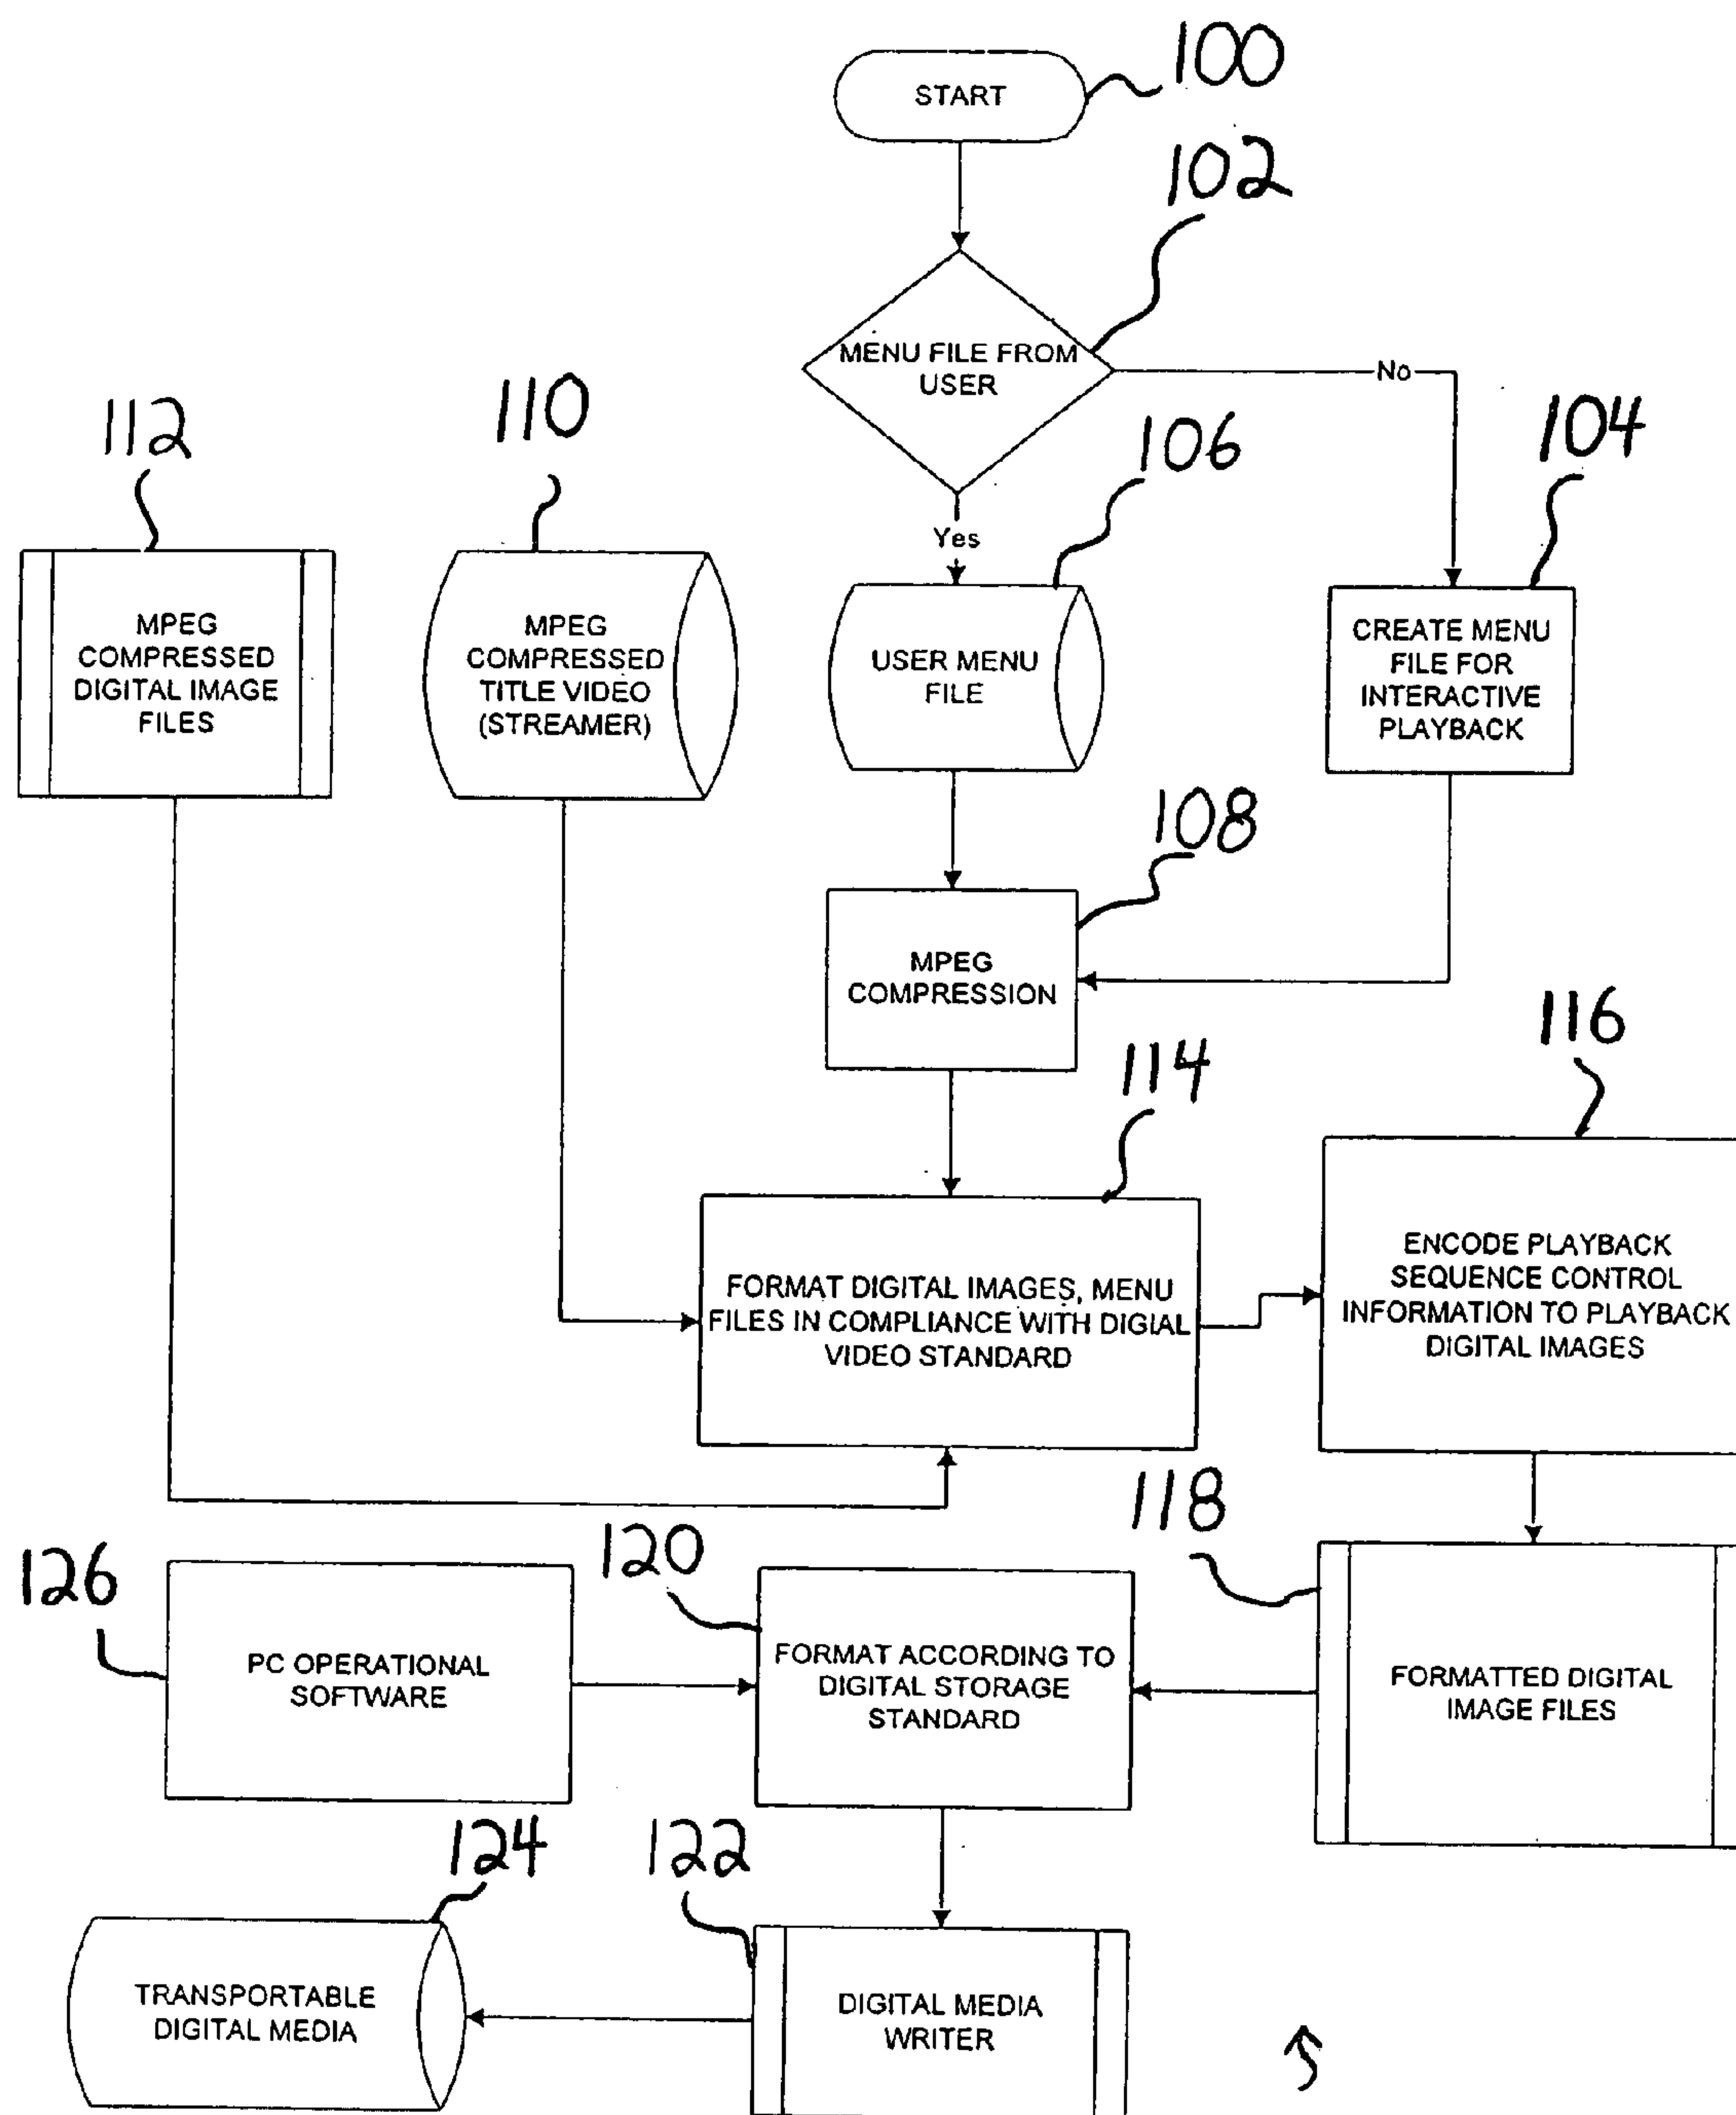 100
START
102
MENU FILE FROM
USER
No
112
110
106
104
Yes
MPEG
COMPRESSED
DIGITAL IMAGE
FILES
MPEG
COMPRESSED
TITLE VIDEO
(STREAMER)
USER MENU
FILE
CREATE MENU
FILE FOR
INTERACTIVE
PLAYBACK
108
MPEG
COMPRESSION
114
116
FORMAT DIGITAL IMAGES, MENU
FILES IN COMPLIANCE WITH DIGIAL
VIDEO STANDARD
ENCODE PLAYBACK
SEQUENCE CONTROL
INFORMATION TO PLAYBACK
DIGITAL IMAGES
126
120
118
PC OPERATIONAL
SOFTWARE
FORMAT ACCORDING TO
DIGITAL STORAGE
STANDARD
FORMATTED DIGITAL
IMAGE FILES
124
122
TRANSPORTABLE
DIGITAL MEDIA
DIGITAL MEDIA
WRITER